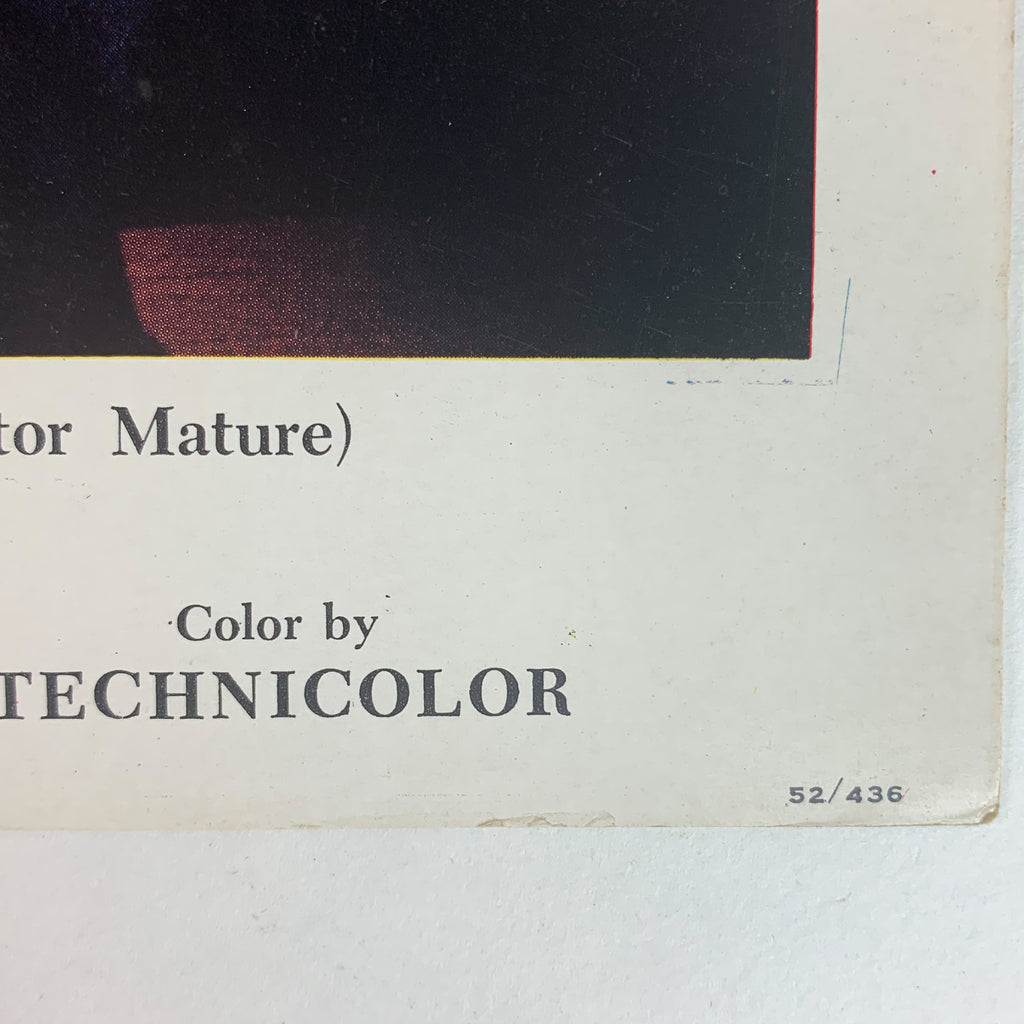 tor Mature)
Color by
TECHNICOLOR
52/436